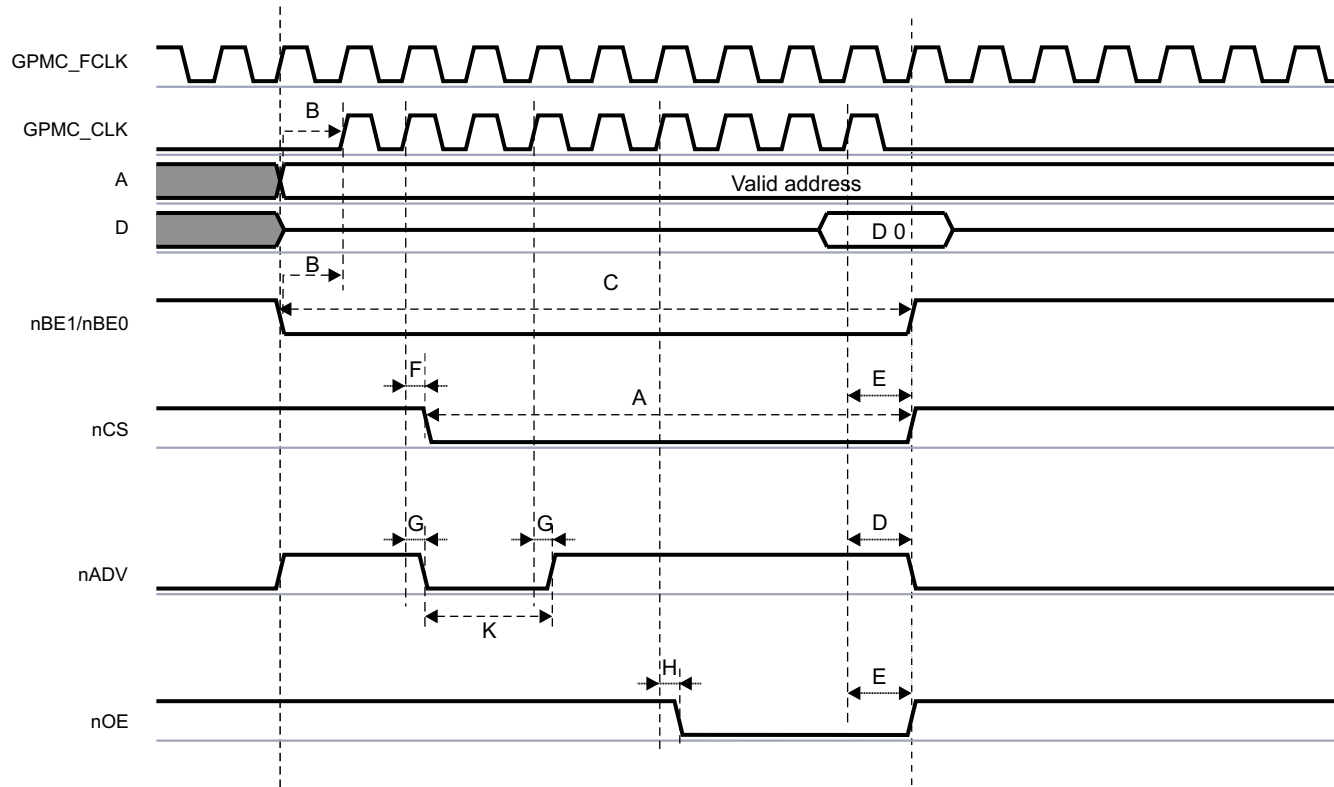 GPMC_FCLK
B
GPMC_CLK
A
Valid address
D
D 0
B
C
nBE1/nBE0
F
E
A
nCS
G
G
D
nADV
K
H
E
nOE